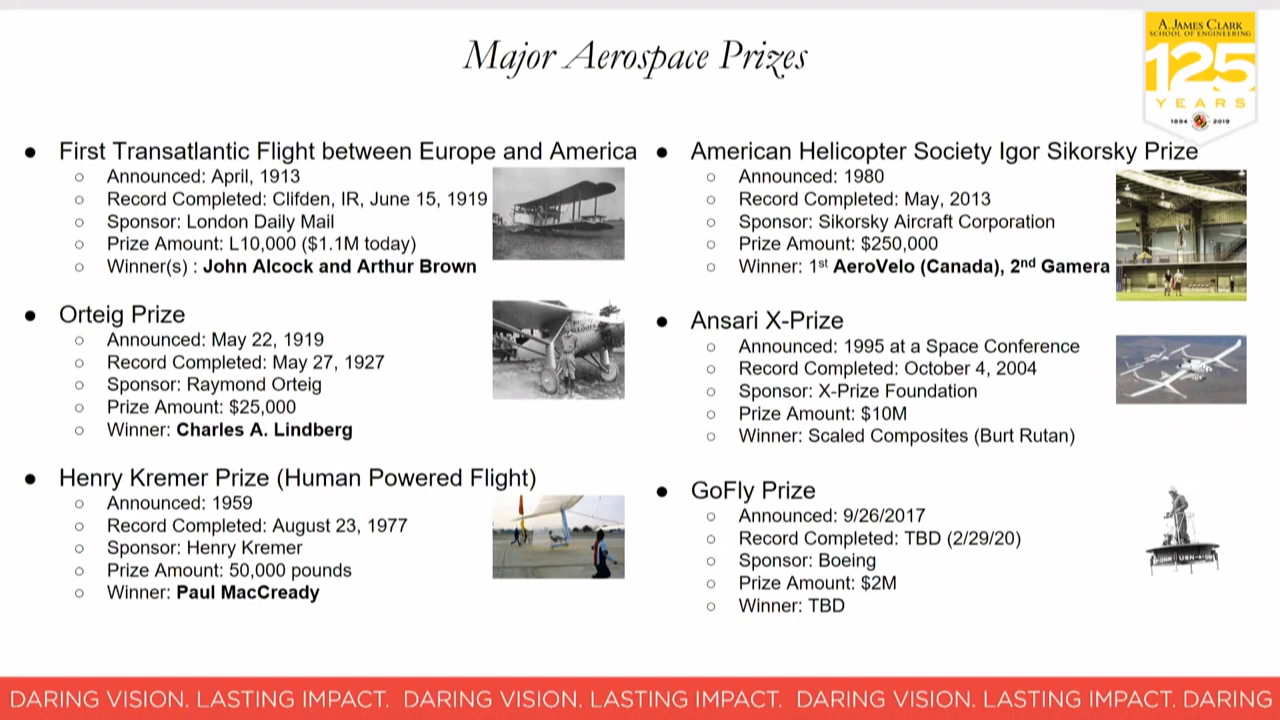 Major Aerospace Prizes
A. JAMES CLARK
SCHOOL OF ENGINEERING
125
YEARS
1894 2019
● First Transatlantic Flight between Europe and America
○ Announced: April, 1913
○ Record Completed: Clifden, IR, June 15, 1919
○ Sponsor: London Daily Mail
○ Prize Amount: L10,000 ($1.1M today)
○ Winner(s) : John Alcock and Arthur Brown
● Orteig Prize
○ Announced: May 22, 1919
○ Record Completed: May 27, 1927
○ Sponsor: Raymond Orteig
○ Prize Amount: $25,000
○ Winner: Charles A. Lindberg
● Henry Kremer Prize (Human Powered Flight)
○ Announced: 1959
○ Record Completed: August 23, 1977
○ Sponsor: Henry Kremer
○ Prize Amount: 50,000 pounds
○ Winner: Paul MacCready
● American Helicopter Society Igor Sikorsky Prize
○ Announced: 1980
○ Record Completed: May, 2013
○ Sponsor: Sikorsky Aircraft Corporation
○ Prize Amount: $250,000
○ Winner: 1st AeroVelo (Canada), 2nd Gamera
● Ansari X-Prize
○ Announced: 1995 at a Space Conference
○ Record Completed: October 4, 2004
○ Sponsor: X-Prize Foundation
○ Prize Amount: $10M
○ Winner: Scaled Composites (Burt Rutan)
● GoFly Prize
○ Announced: 9/26/2017
○ Record Completed: TBD (2/29/20)
○ Sponsor: Boeing
○ Prize Amount: $2M
○ Winner: TBD
DARING VISION. LASTING IMPACT. DARING VISION. LASTING IMPACT. DARING VISION. LASTING IMPACT. DARING